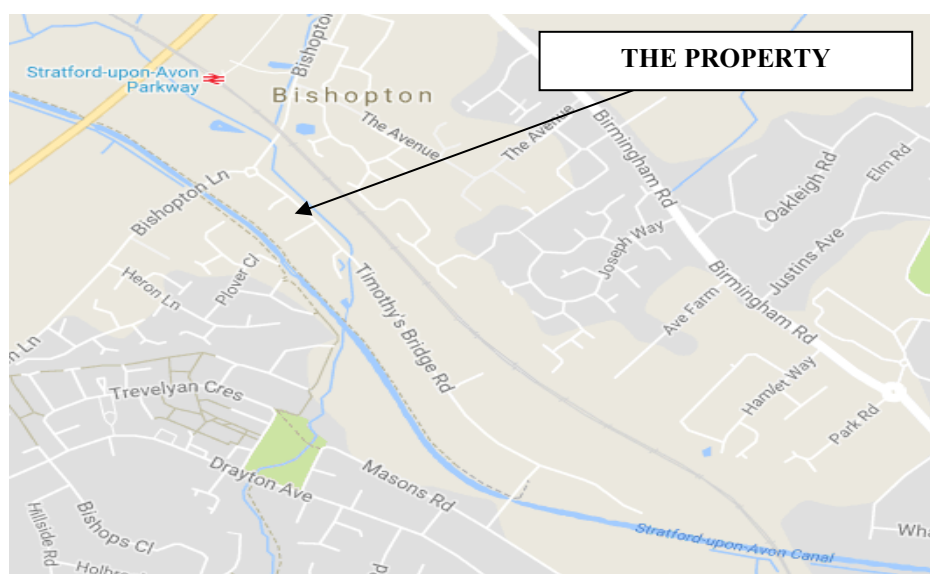 THE PROPERTY
Stratford-upon-Avon
Parkway
Bishopton
Bishopton
The Avenue
The Avenue
Birmingham Rd
Oakleigh Rd
Elm Rd
Bishopton Ln
Joseph Way
Justins Ave
Plover Cl
Heron Ln
Timothy's Bridge Rd
Ave Farm
Birmingham Rd
n Ln
Trevelyan Cres
Hamlet Way
Park Rd
Drayton Ave
Masons Rd
Hillside Rd
Bishops Cl
Stratford-upon-Avon Canal
Wha